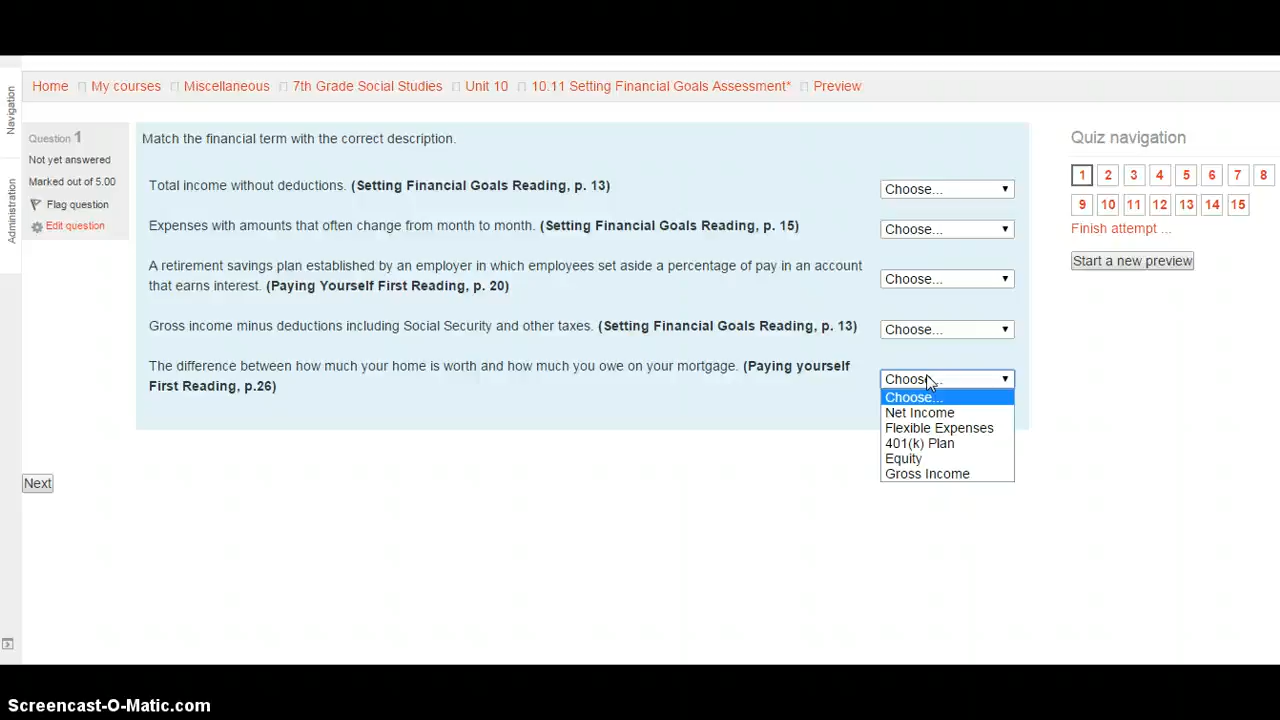 Home My courses Miscellaneous 7th Grade Social Studies Unit 10 10.11 Setting Financial Goals Assessment* Preview
Navigation
Administration
Question 1
Not yet answered
Marked out of 5.00
Flag question
Edit question
Match the financial term with the correct description.
Total income without deductions. (Setting Financial Goals Reading, p. 13)
Choose...
Expenses with amounts that often change from month to month. (Setting Financial Goals Reading, p. 15)
Choose...
A retirement savings plan established by an employer in which employees set aside a percentage of pay in an account
that earns interest. (Paying Yourself First Reading, p. 20)
Choose...
Gross income minus deductions including Social Security and other taxes. (Setting Financial Goals Reading, p. 13)
Choose...
The difference between how much your home is worth and how much you owe on your mortgage. (Paying yourself
First Reading, p.26)
Choose...
Choose...
Net Income
Flexible Expenses
401(k) Plan
Equity
Gross Income
Next
Quiz navigation
1 2 3 4 5 6 7 8
9 10 11 12 13 14 15
Finish attempt ...
Start a new preview
Screencast-O-Matic.com